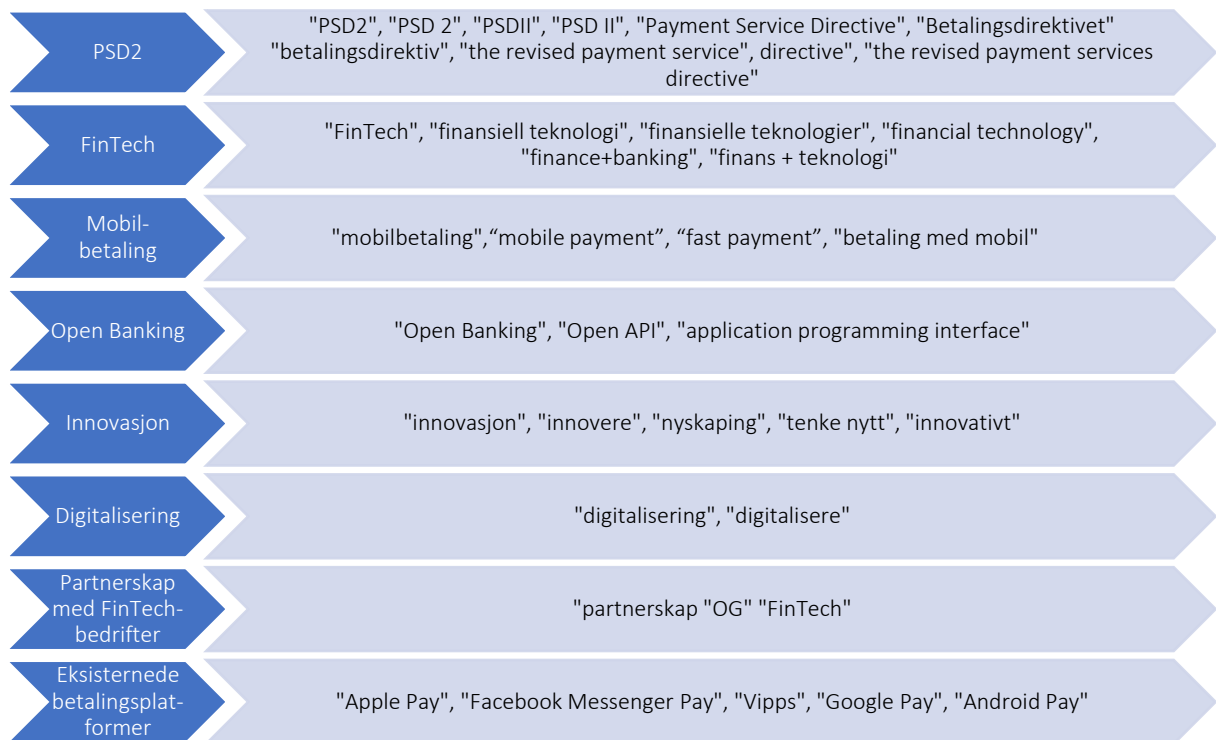 PSD2
"PSD2", "PSD 2", "PSDII", "PSD II", "Payment Service Directive", "Betalingsdirektivet"
"betalingsdirektiv", "the revised payment service", directive", "the revised payment services
directive"
FinTech
"FinTech", "finansiell teknologi", "finansielle teknologier", "financial technology",
"finance+banking", "finans + teknologi"
Mobil-
betaling
"mobilbetaling",“mobile payment”, “fast payment”, "betaling med mobil"
Open Banking
"Open Banking", "Open API", "application programming interface"
Innovasjon
"innovasjon", "innovere", "nyskaping", "tenke nytt", "innovativt"
Digitalisering
"digitalisering", "digitalisere"
Partnerskap
med FinTech-
bedrifter
"partnerskap "OG" "FinTech"
Eksisternede
betalingsplat-
former
"Apple Pay", "Facebook Messenger Pay", "Vipps", "Google Pay", "Android Pay"